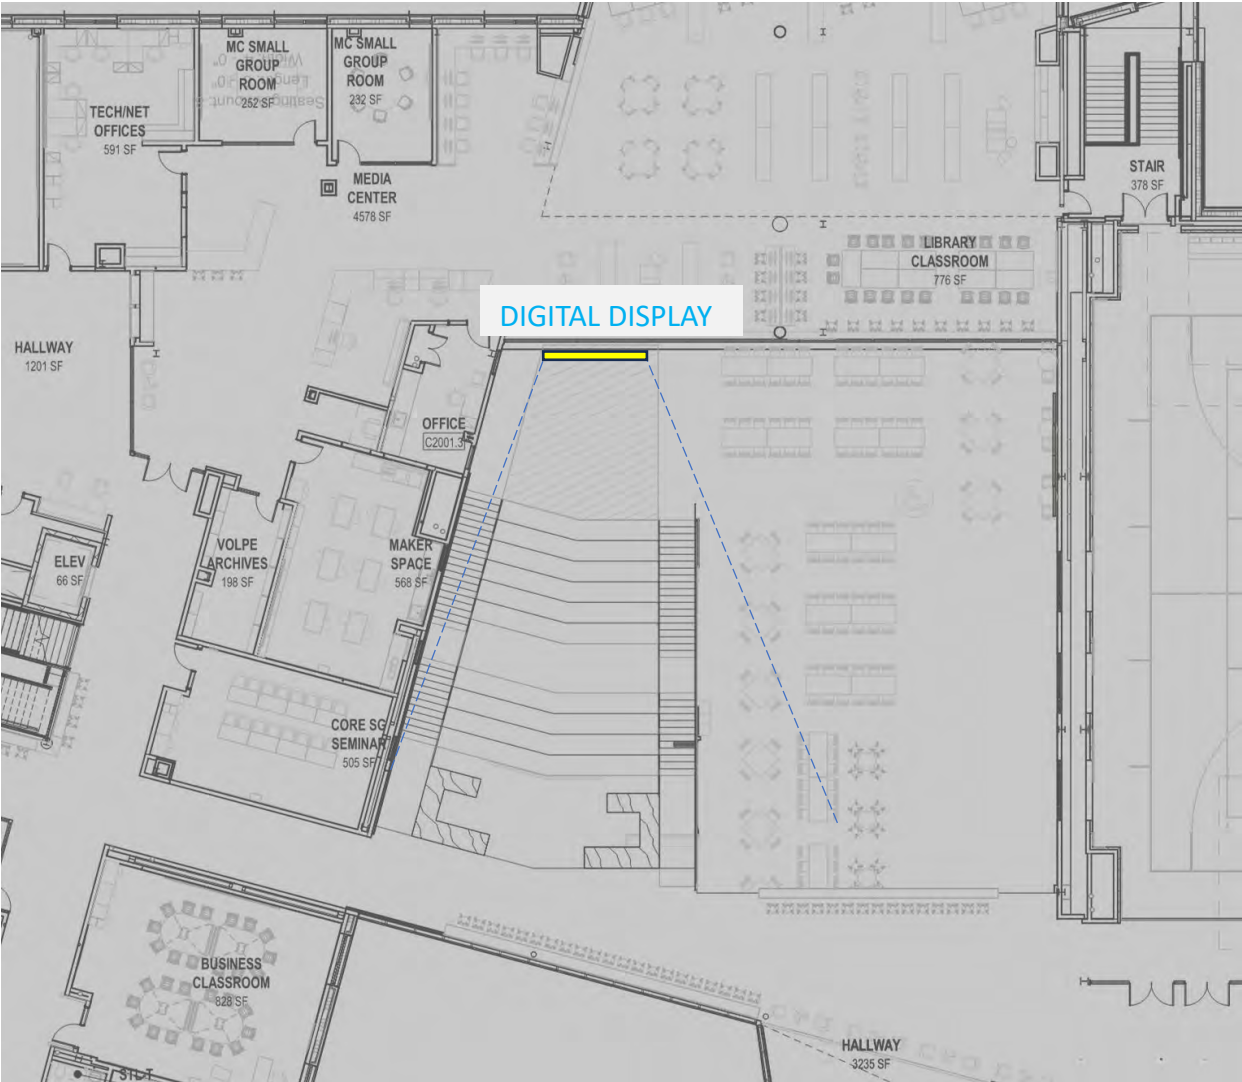 MC SMALL
GROUP
ROOM
252 SF
MC SMALL
GROUP
ROOM
232 SF
TECH/NET
OFFICES
591 SF
MEDIA
CENTER
4578 SF
STAIR
378 SF
LIBRARY
CLASSROOM
776 SF
DIGITAL DISPLAY
HALLWAY
1201 SF
OFFICE
C2001.3
VOLPE
ARCHIVES
198 SF
MAKER
SPACE
568 SF
ELEV
66 SF
CORE SG
SEMINAR
505 SF
BUSINESS
CLASSROOM
828 SF
HALLWAY
3235 SF